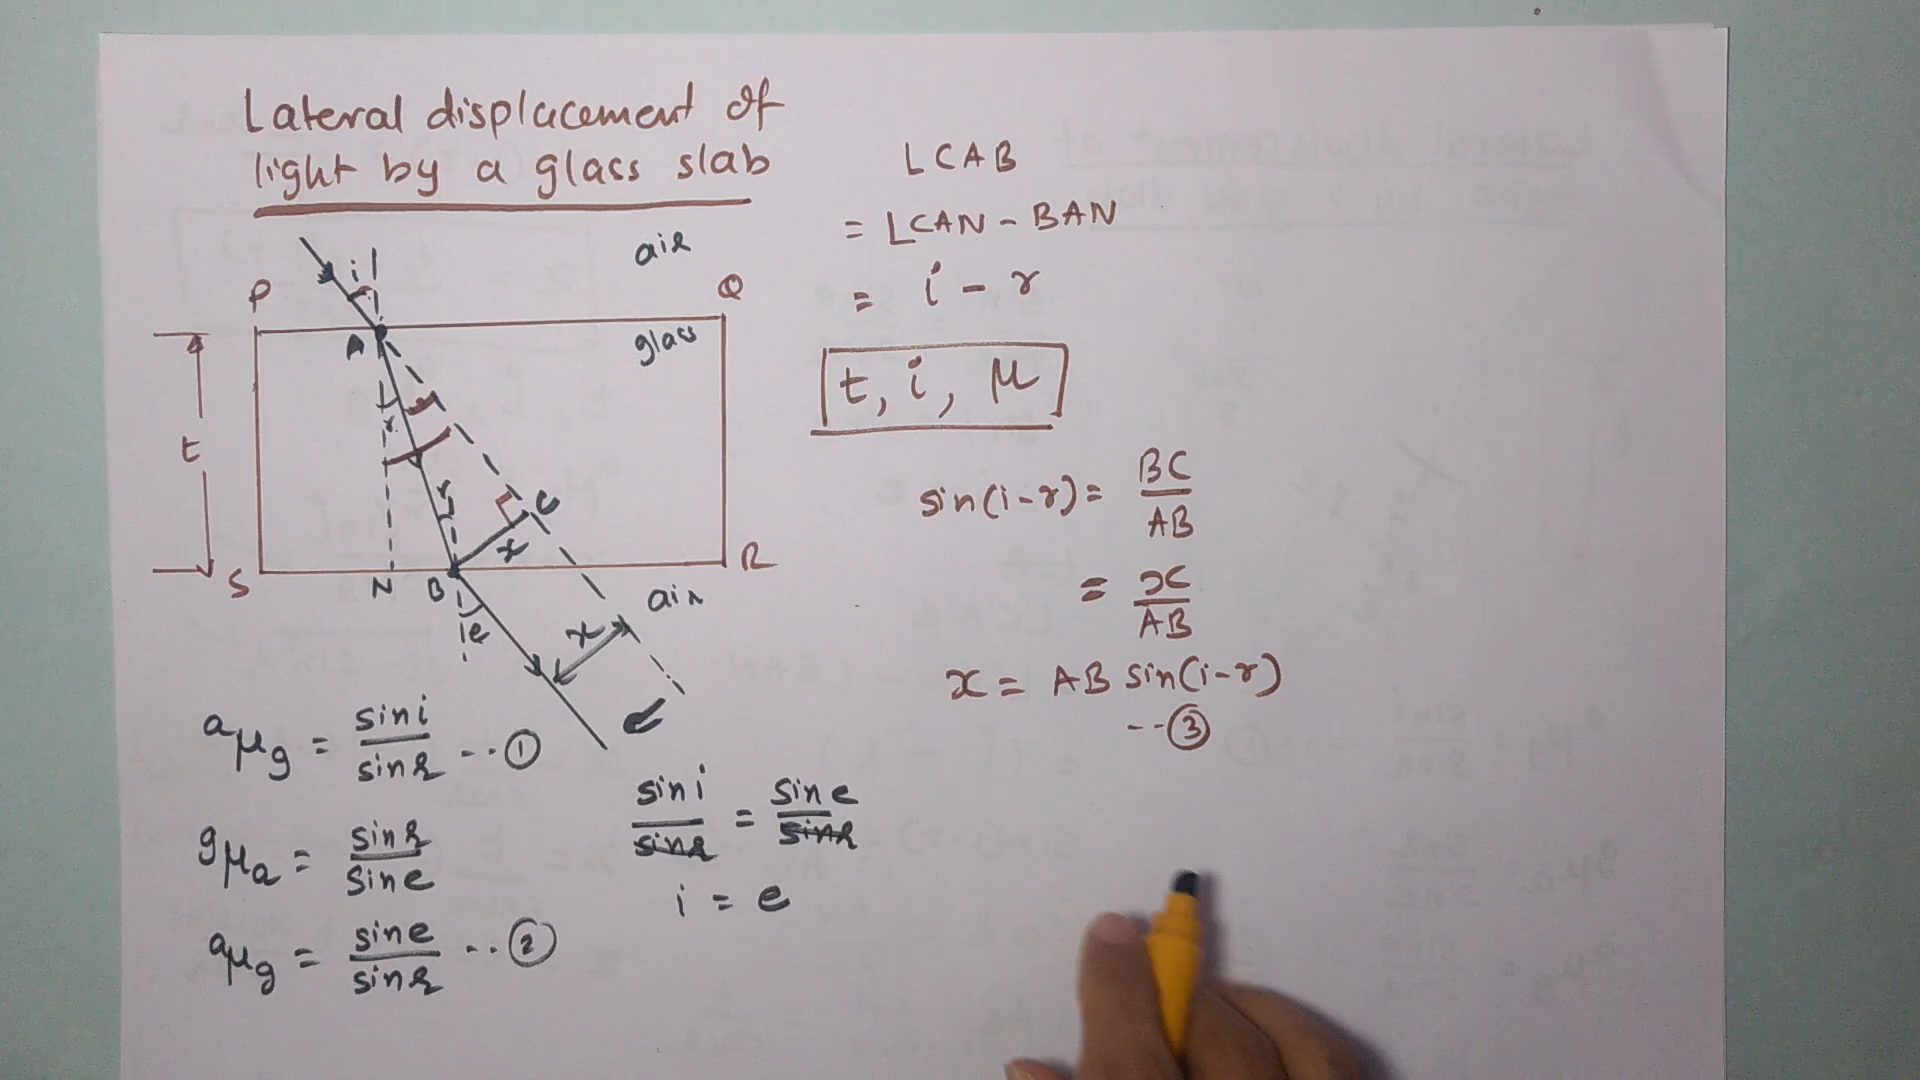 Lateral displacement of
light by a glass slab
air
i
P
Q
A
glass
t
r
r
C
x
S
N
B
R
air
e
x
aμg = sin i / sin r --①
gμa = sin r / sin e
aμg = sin e / sin r --②
sin i / sin r = sin e / sin r
i = e
∠CAB
= ∠CAN - BAN
= i - r
t, i, μ
sin(i-r) = BC / AB
= x / AB
x = AB sin(i-r)
--③